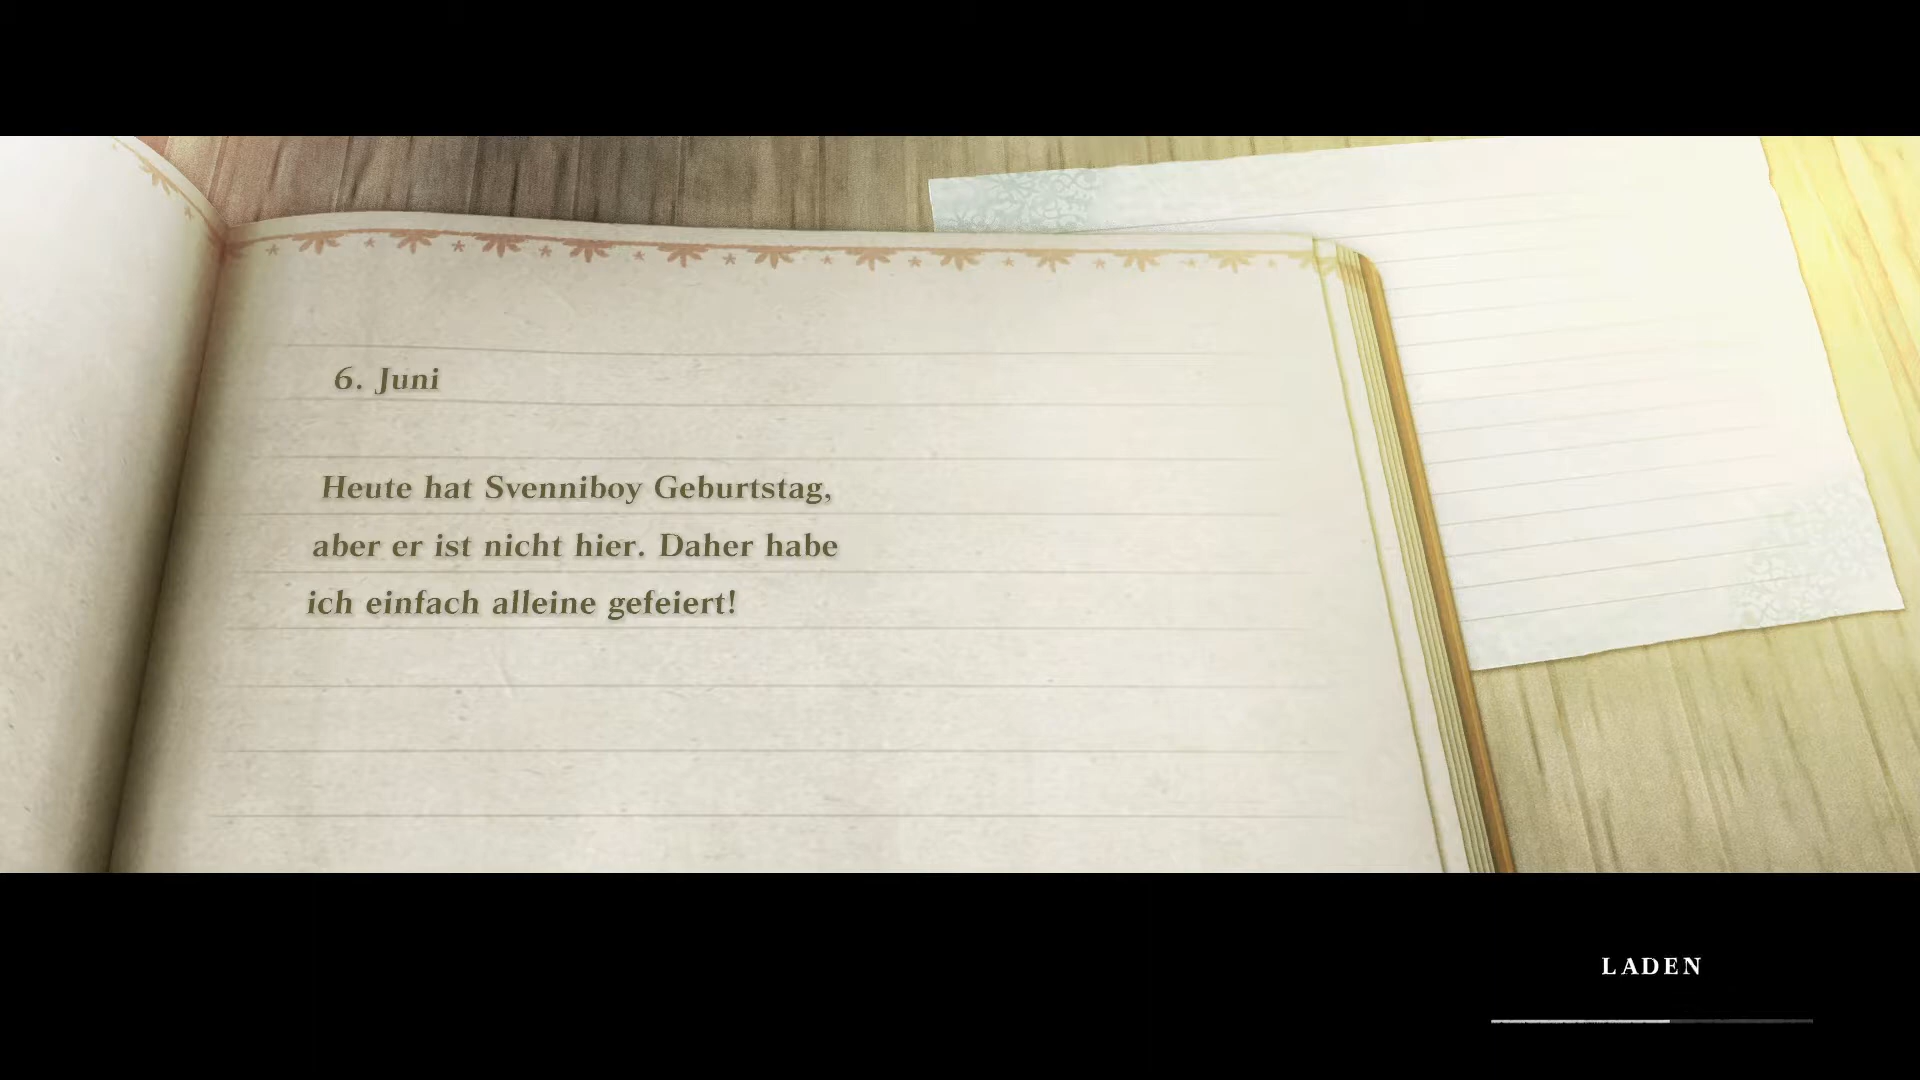 6. Juni
Heute hat Svenniboy Geburtstag,
aber er ist nicht hier. Daher habe
ich einfach alleine gefeiert!
LADEN